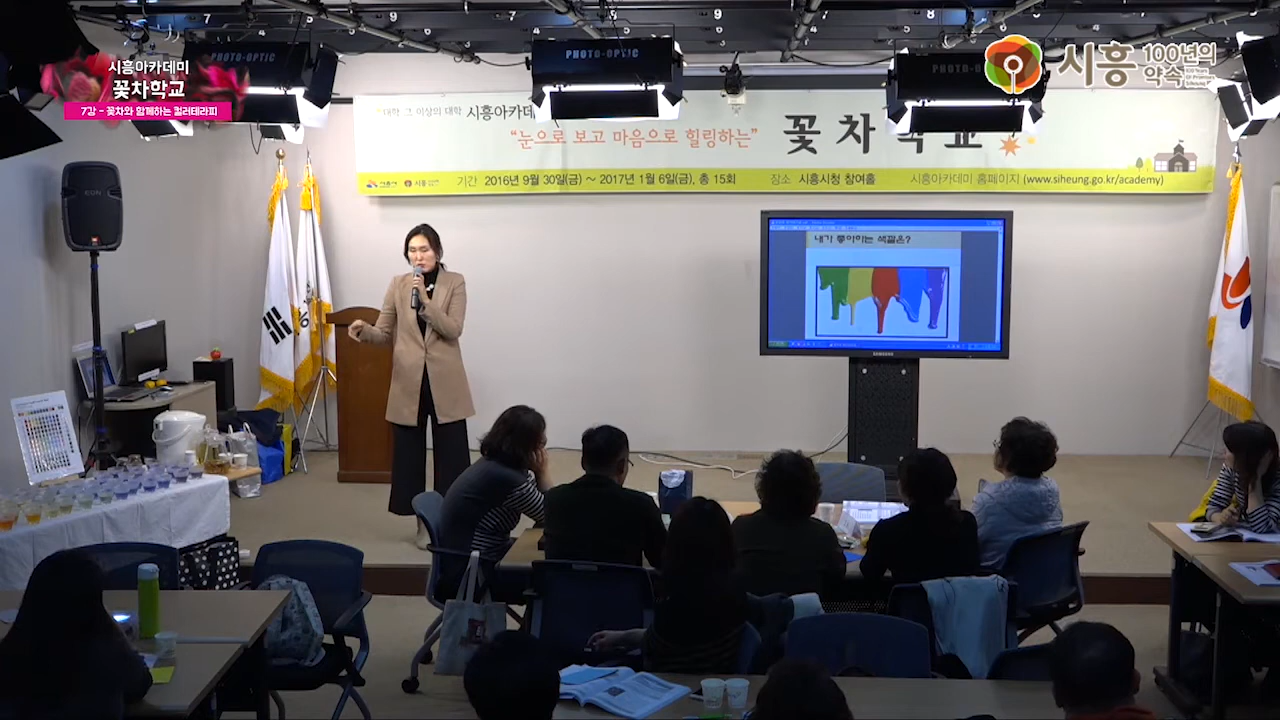 시흥아카데미
꽃차학교
7강 - 꽃차와 함께하는 컬러테라피
PHOTO-OPTIC
PHOTO-OPTIC
시흥 100년의 약속
대학 그 이상의 대학 시흥아카데
"눈으로 보고 마음으로 힐링하는" 꽃차학교
기간 2016년 9월 30일(금) ~ 2017년 1월 6일(금), 총 15회 장소 시흥시청 참여홀 시흥아카데미 홈페이지 (www.siheung.go.kr/academy)
내가 좋아하는 색깔은?
SAMSUNG